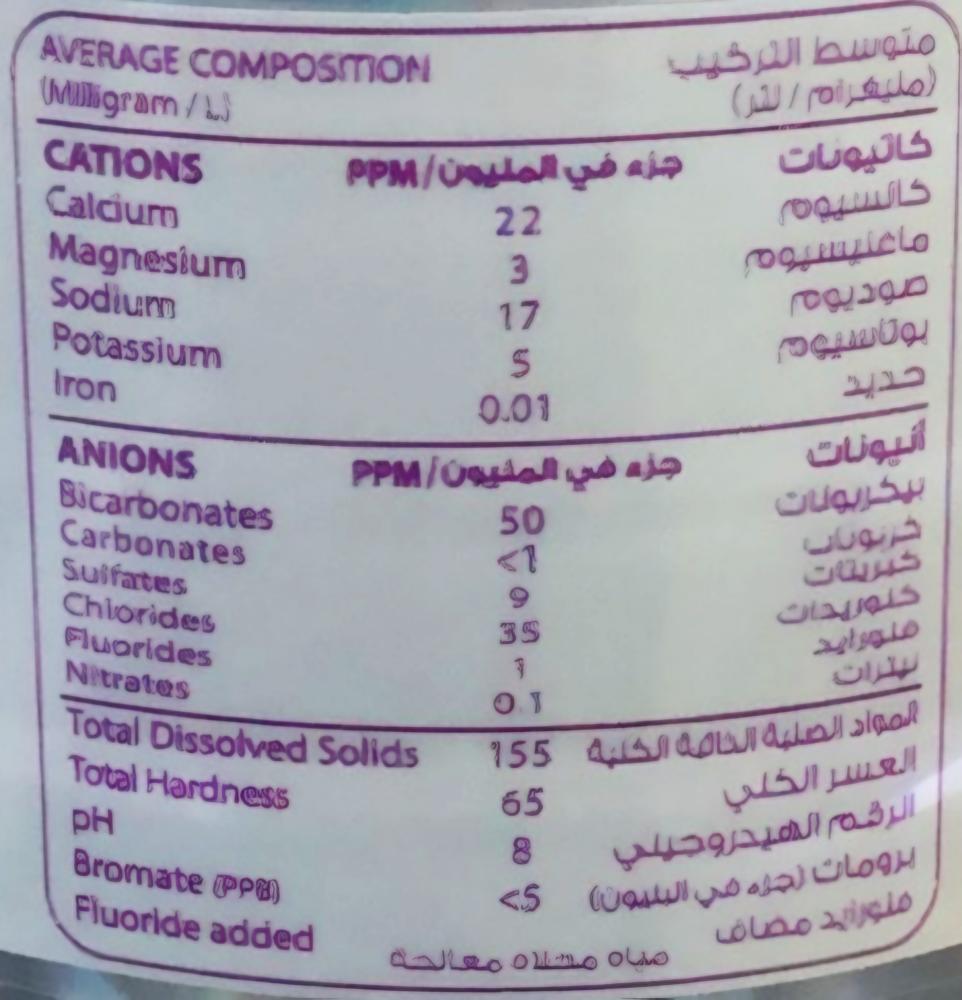 AVERAGE COMPOSITION متوسط التركيب
(Milligram / L) (مليغرام / لتر)
CATIONS PPM/جزء في المليون كاتيونات
Calcium 22 كالسيوم
Magnesium 3 ماغنيسيوم
Sodium 17 صوديوم
Potassium 5 بوتاسيوم
Iron 0.01 حديد
ANIONS PPM/جزء في المليون أنيونات
Bicarbonates 50 بيكربونات
Carbonates <1 كربونات
Sulfates 9 كبريتات
Chlorides 35 كلوريدات
Fluorides 1 فلورايد
Nitrates 0.1 نيترات
Total Dissolved Solids 155 المواد الصلبة الذائبة الكلية
Total Hardness 65 العسر الكلي
pH 8 الرقم الهيدروجيني
Bromate (PPB) <5 برومات (جزء في البليون)
Fluoride added فلورايد مضاف
مياه محلاه معالجة